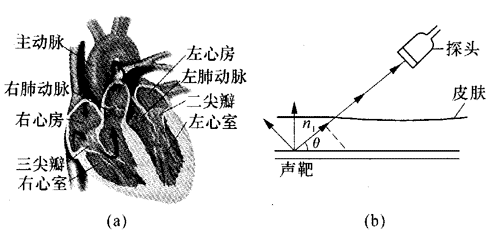 主动脉
右肺动脉
右心房
三尖瓣
右心室
左心房
左肺动脉
二尖瓣
左心室
(a)
探头
皮肤
n₁
θ
声靶
(b)